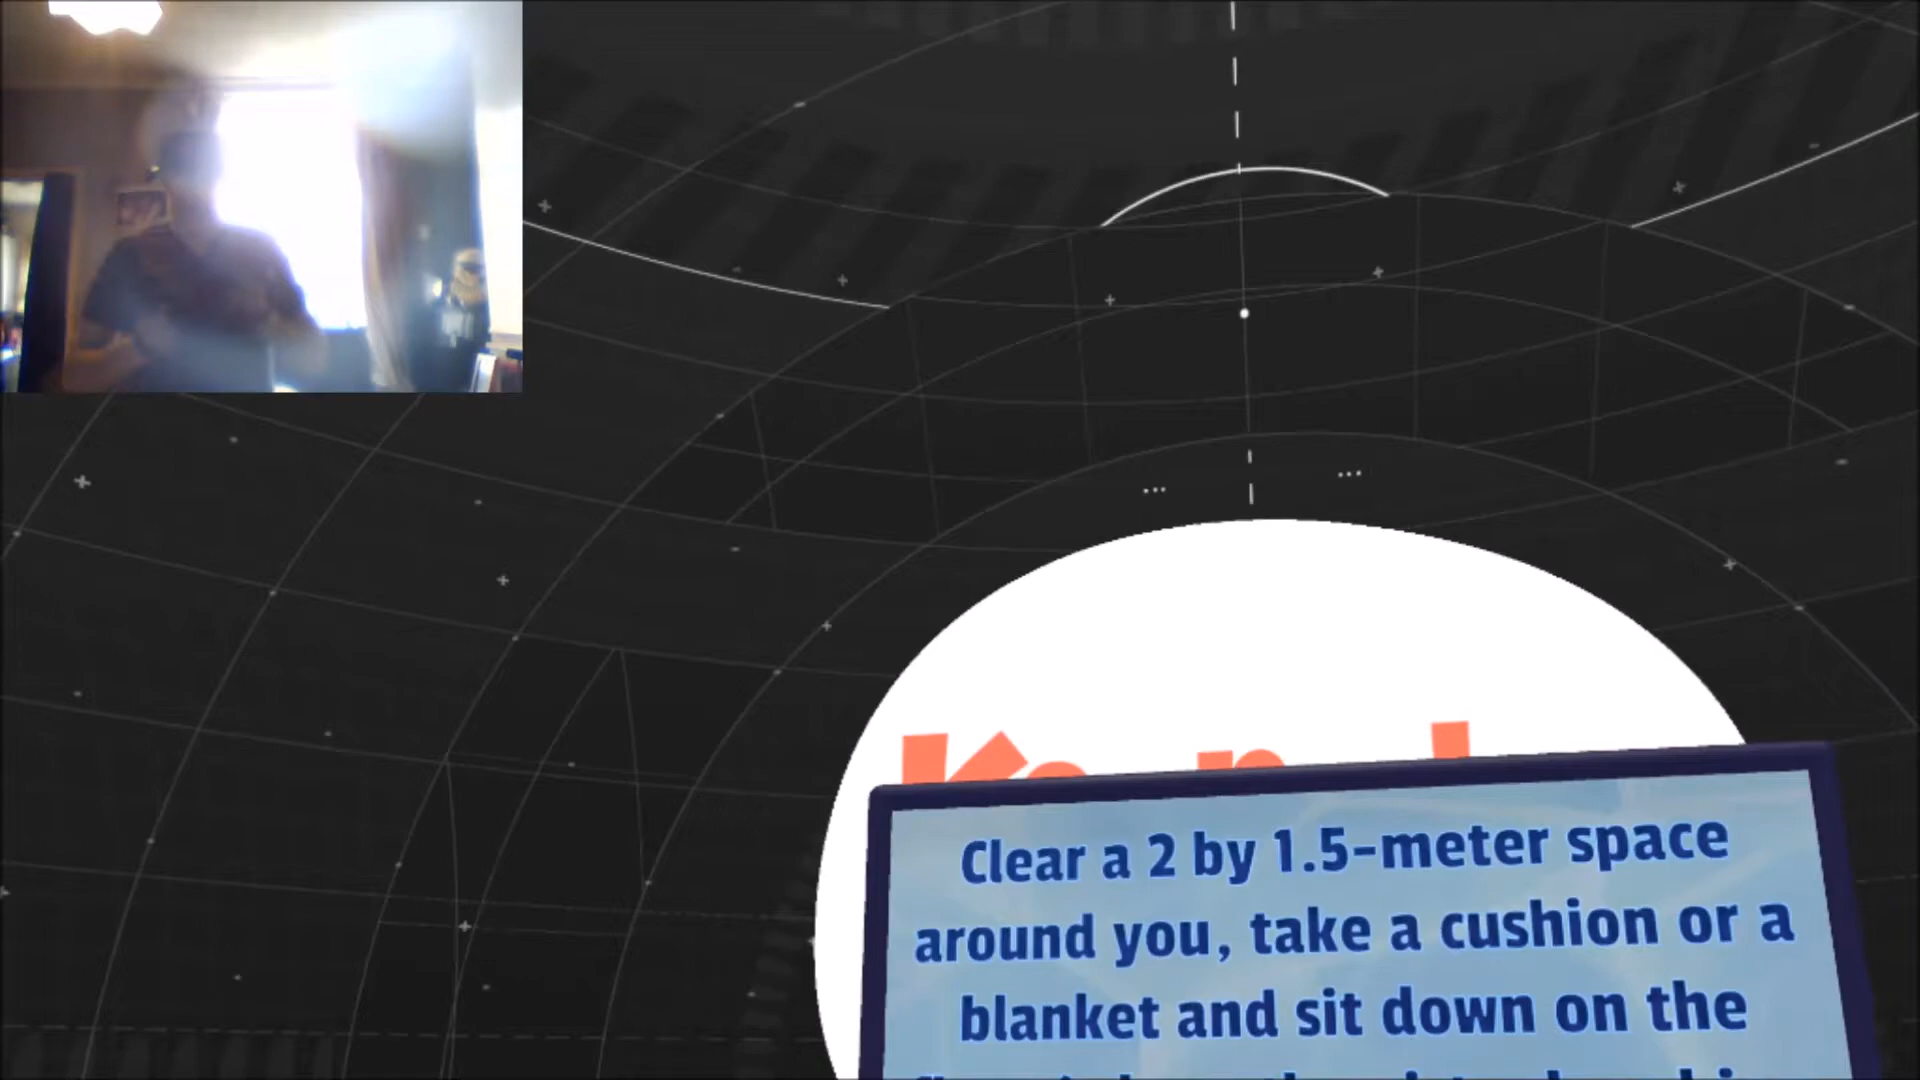 Clear a 2 by 1.5-meter space
around you, take a cushion or a
blanket and sit down on the